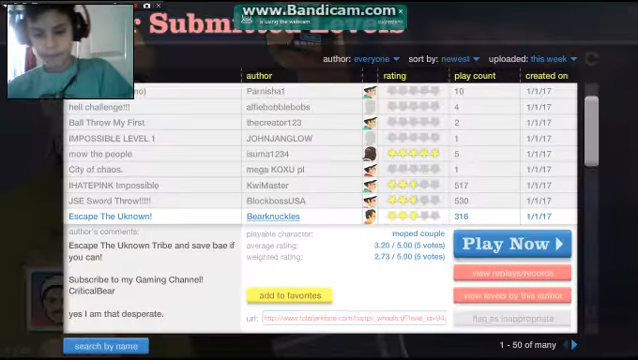 www.Bandicam.com
Submitted Levels
author: everyone sort by: newest uploaded: this week
author rating play count created on
Parnisha1 10 1/1/17
hell challenge!!! alfiebobblebobs 4 1/1/17
Ball Throw My First thecreator123 2 1/1/17
IMPOSSIBLE LEVEL 1 JOHNJANGLOW 1 1/1/17
mow the people isuma1234 5 1/1/17
City of chaos. mega KOXU pl 1 1/1/17
IHATEPINK Impossible KwiMaster 517 1/1/17
JSE Sword Throw!!!!! BlockbossUSA 530 1/1/17
Escape The Uknown! Bearknuckles 316 1/1/17
author's comments:
Escape The Uknown Tribe and save bae if
you can!
Subscribe to my Gaming Channel!
CriticalBear
yes I am that desperate.
playable character: moped couple
average rating: 3.20 / 5.00 (5 votes)
weighted rating: 2.73 / 5.00 (5 votes)
add to favorites
url:
Play Now
view replays/records
view levels by this author
flag as inappropriate
search by name
1 - 50 of many